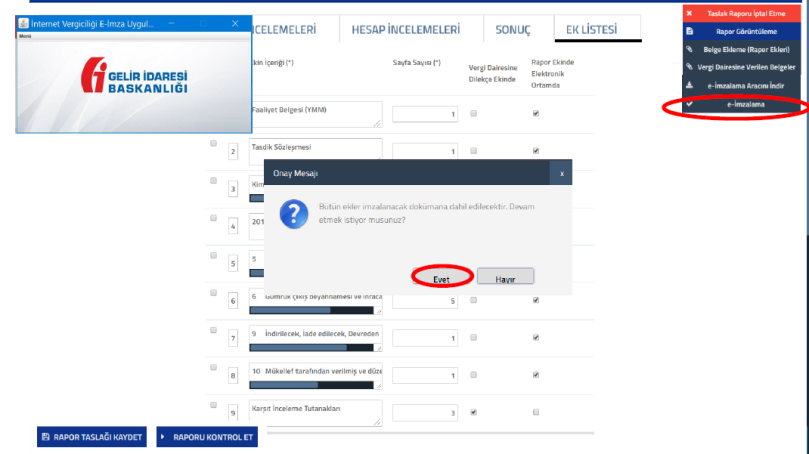 İnternet Vergiciliği E-İmza Uygul...
Menü
GELİR İDARESİ
BAŞKANLIĞI
NCELEMELERİ
HESAP İNCELEMELERİ
SONUÇ
EK LİSTESİ
Taslak Raporu İptal Etme
Rapor Görüntüleme
Belge Ekleme (Rapor Ekleri)
Vergi Dairesine Verilen Belgeler
e-İmzalama Aracını İndir
e-İmzalama
Ekin İçeriği (*)
Sayfa Sayısı (*)
Vergi Dairesine
Dilekçe Ekinde
Rapor Ekinde
Elektronik
Ortamda
Faaliyet Belgesi (YMM)
1
2
Tasdik Sözleşmesi
1
Onay Mesajı
x
3
Kim
4
201
Bütün ekler imzalanacak dokümana dahil edilecektir. Devam
etmek istiyor musunuz?
5
5
Evet
Hayır
6
6 Gümrük çıkış beyannamesi ve ihraca
5
7
9 İndirilecek, İade edilecek, Devreden
1
8
10 Mükellef tarafından verilmiş ve düze
1
9
Karşıt İnceleme Tutanakları
3
RAPOR TASLAĞI KAYDET
RAPORU KONTROL ET